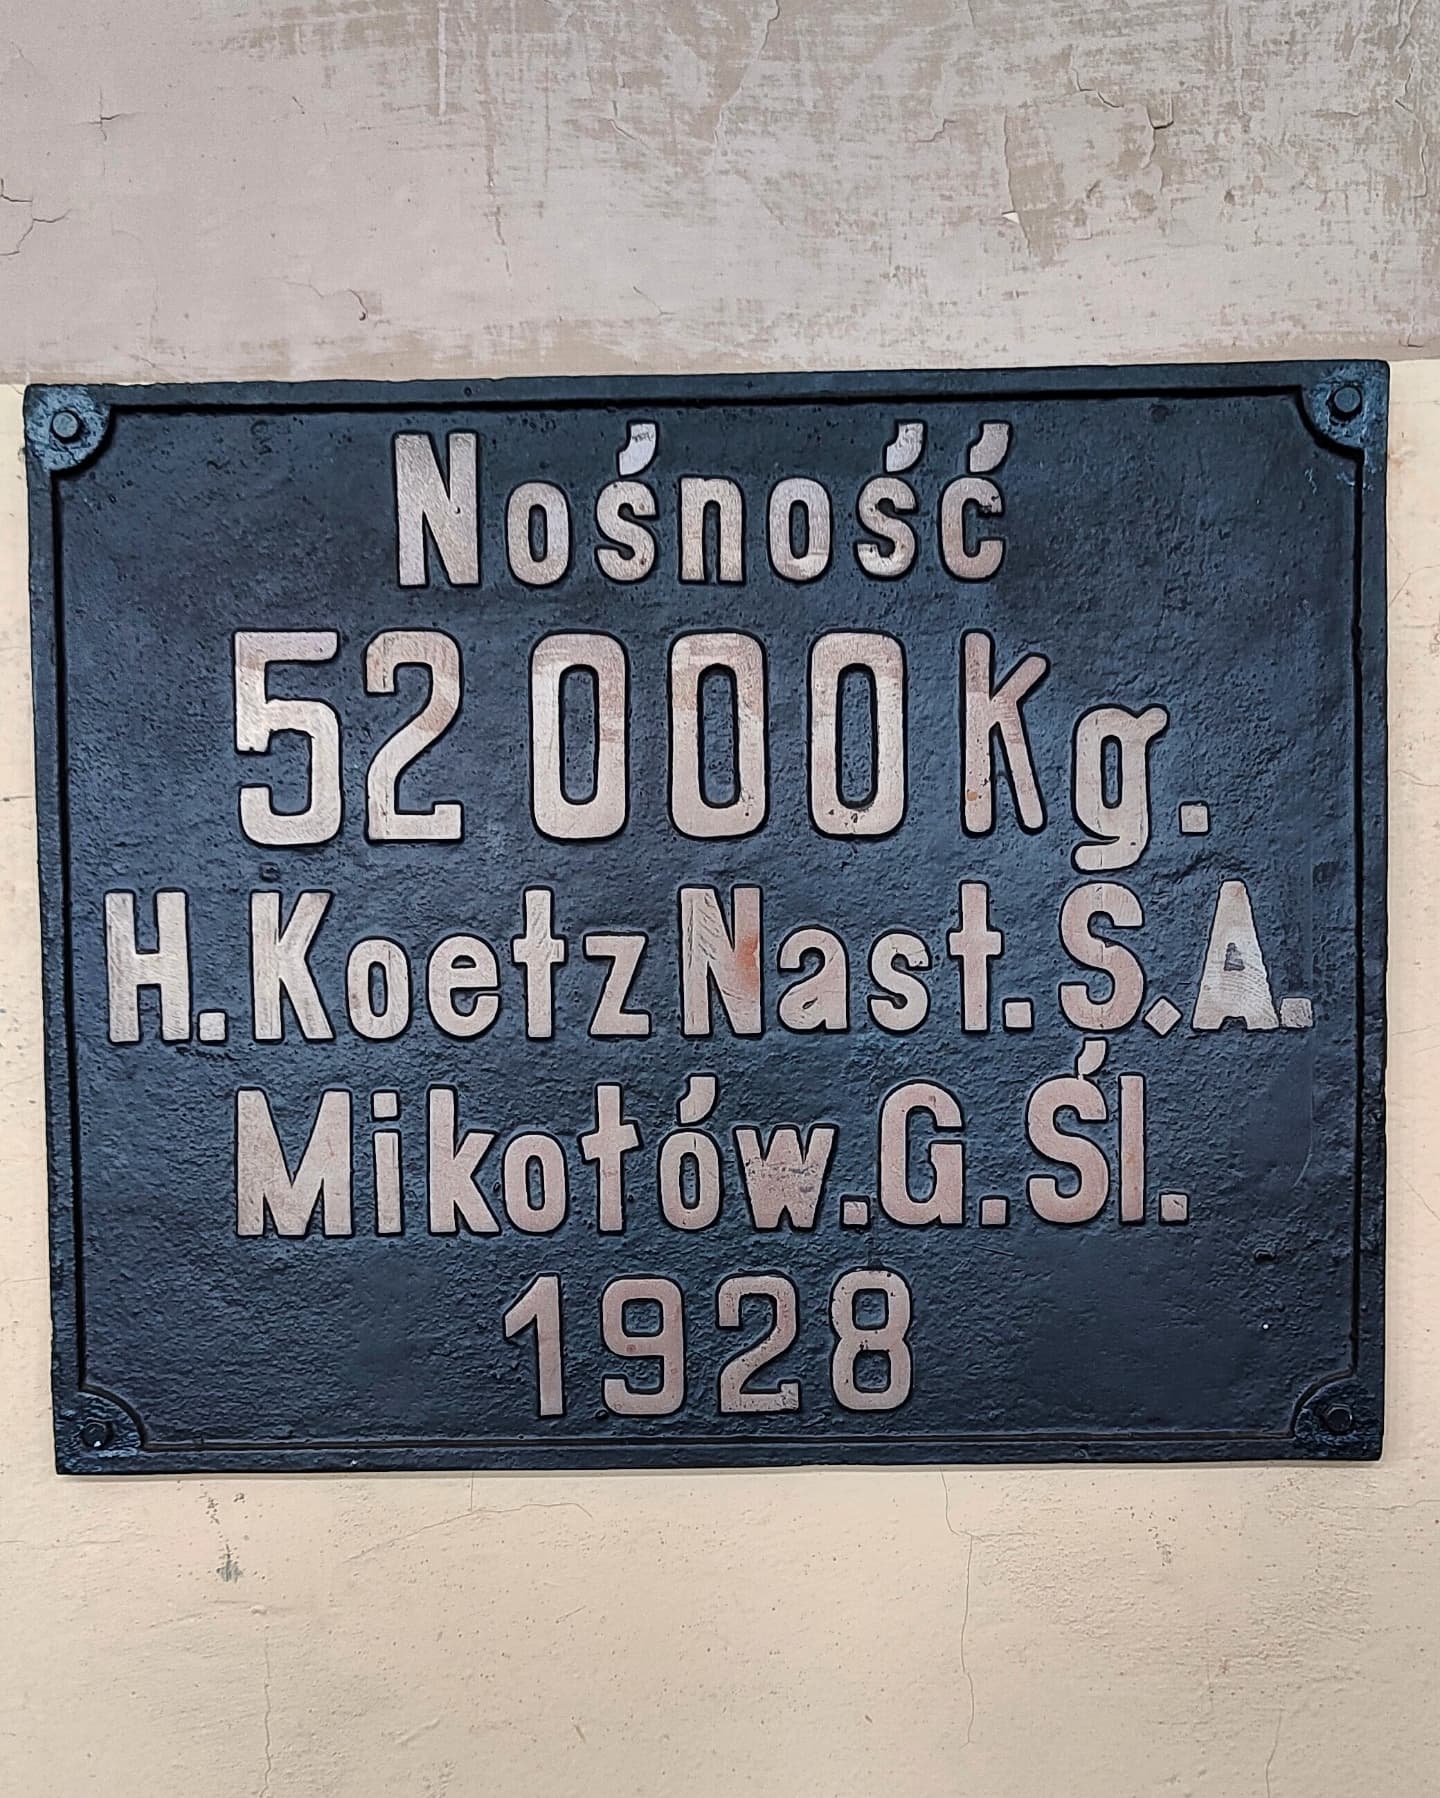 Nośność
52 000 Kg.
H. Koetz Nast. S.A.
Mikołów. G. Śl.
1928